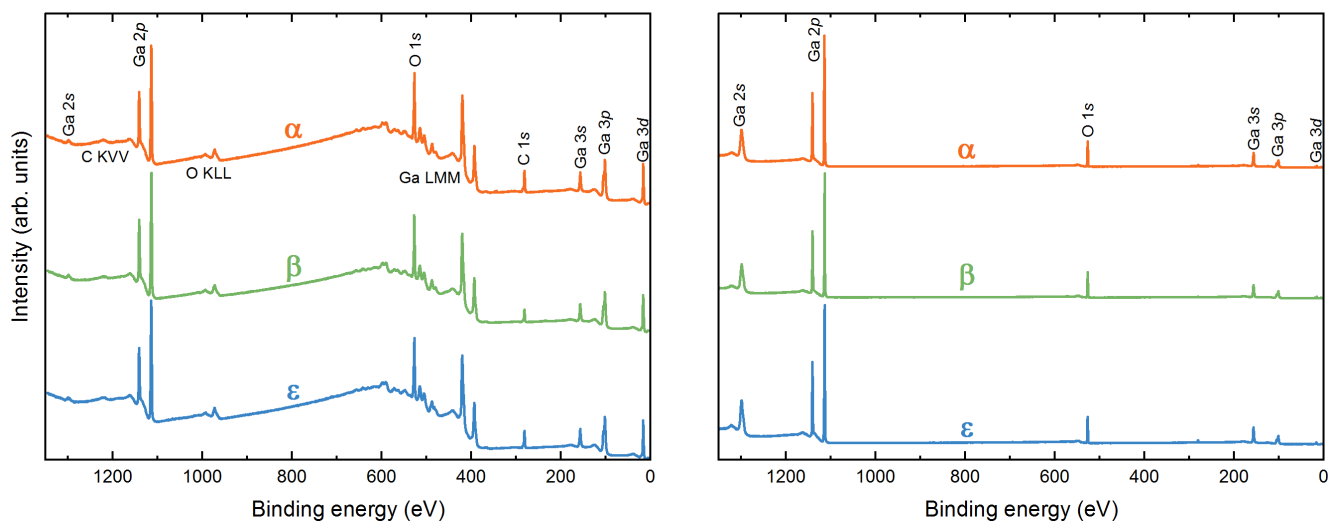 Ga 2s
C KVV
Ga 2p
O KLL
α
O 1s
Ga LMM
C 1s
Ga 3s
Ga 3p
Ga 3d
β
ε
Intensity (arb. units)
1200 1000 800 600 400 200 0
Binding energy (eV)
Ga 2s
Ga 2p
α
O 1s
Ga 3s
Ga 3p
Ga 3d
β
ε
1200 1000 800 600 400 200 0
Binding energy (eV)